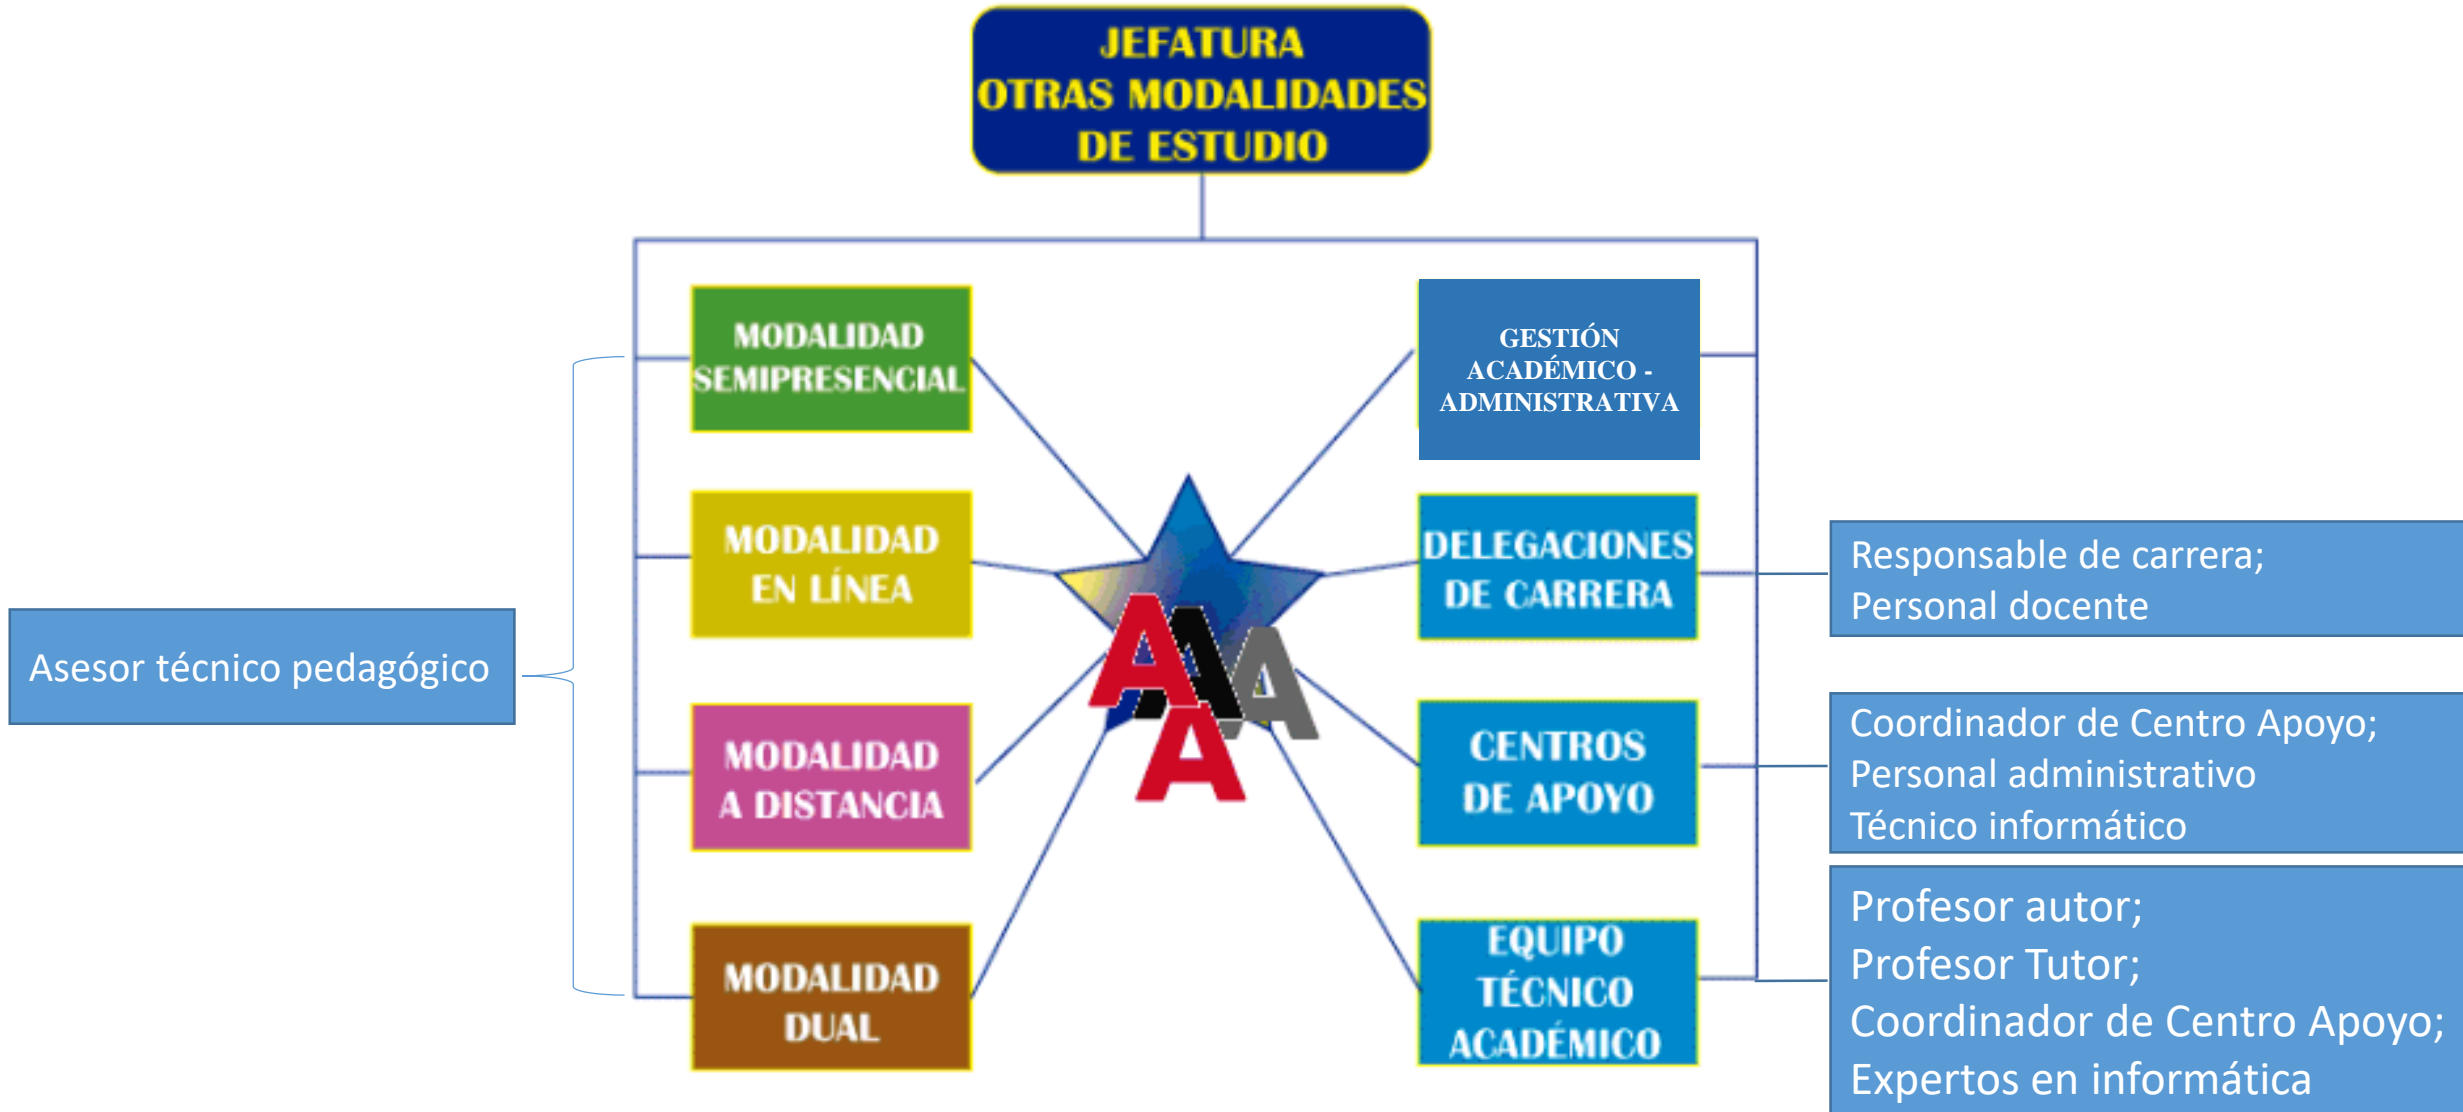 JEFATURA
OTRAS MODALIDADES
DE ESTUDIO
MODALIDAD
SEMIPRESENCIAL
MODALIDAD
EN LÍNEA
MODALIDAD
A DISTANCIA
MODALIDAD
DUAL
Asesor técnico pedagógico
A
A
A
A
GESTIÓN
ACADÉMICO -
ADMINISTRATIVA
DELEGACIONES
DE CARRERA
CENTROS
DE APOYO
EQUIPO
TÉCNICO
ACADÉMICO
Responsable de carrera;
Personal docente
Coordinador de Centro Apoyo;
Personal administrativo
Técnico informático
Profesor autor;
Profesor Tutor;
Coordinador de Centro Apoyo;
Expertos en informática